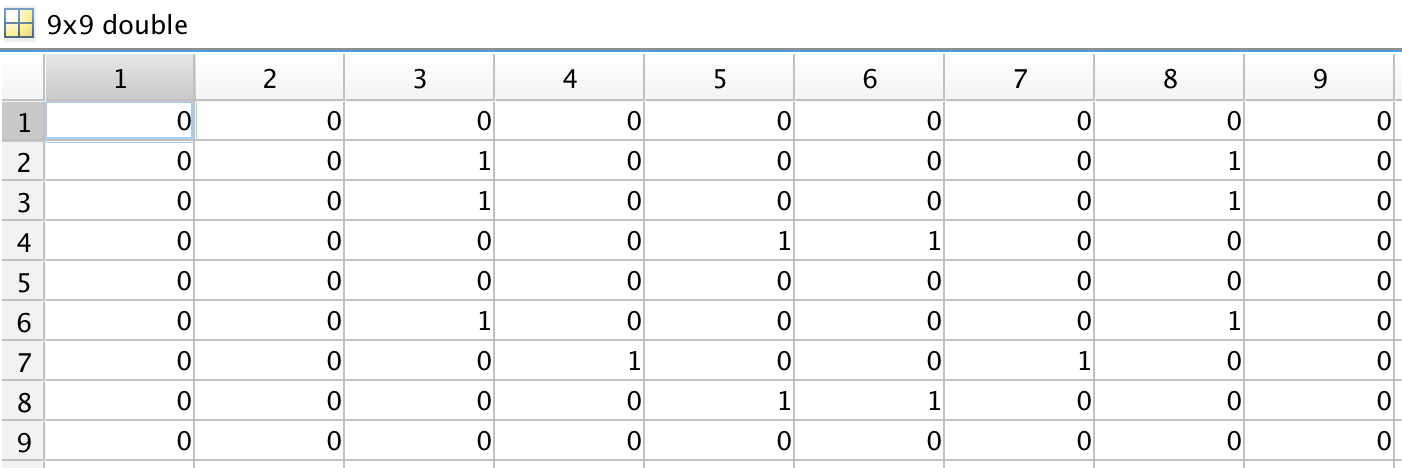 9x9 double
1 2 3 4 5 6 7 8 9
1 0 0 0 0 0 0 0 0 0
2 0 0 1 0 0 0 0 1 0
3 0 0 1 0 0 0 0 1 0
4 0 0 0 0 1 1 0 0 0
5 0 0 0 0 0 0 0 0 0
6 0 0 1 0 0 0 0 1 0
7 0 0 0 1 0 0 1 0 0
8 0 0 0 0 1 1 0 0 0
9 0 0 0 0 0 0 0 0 0